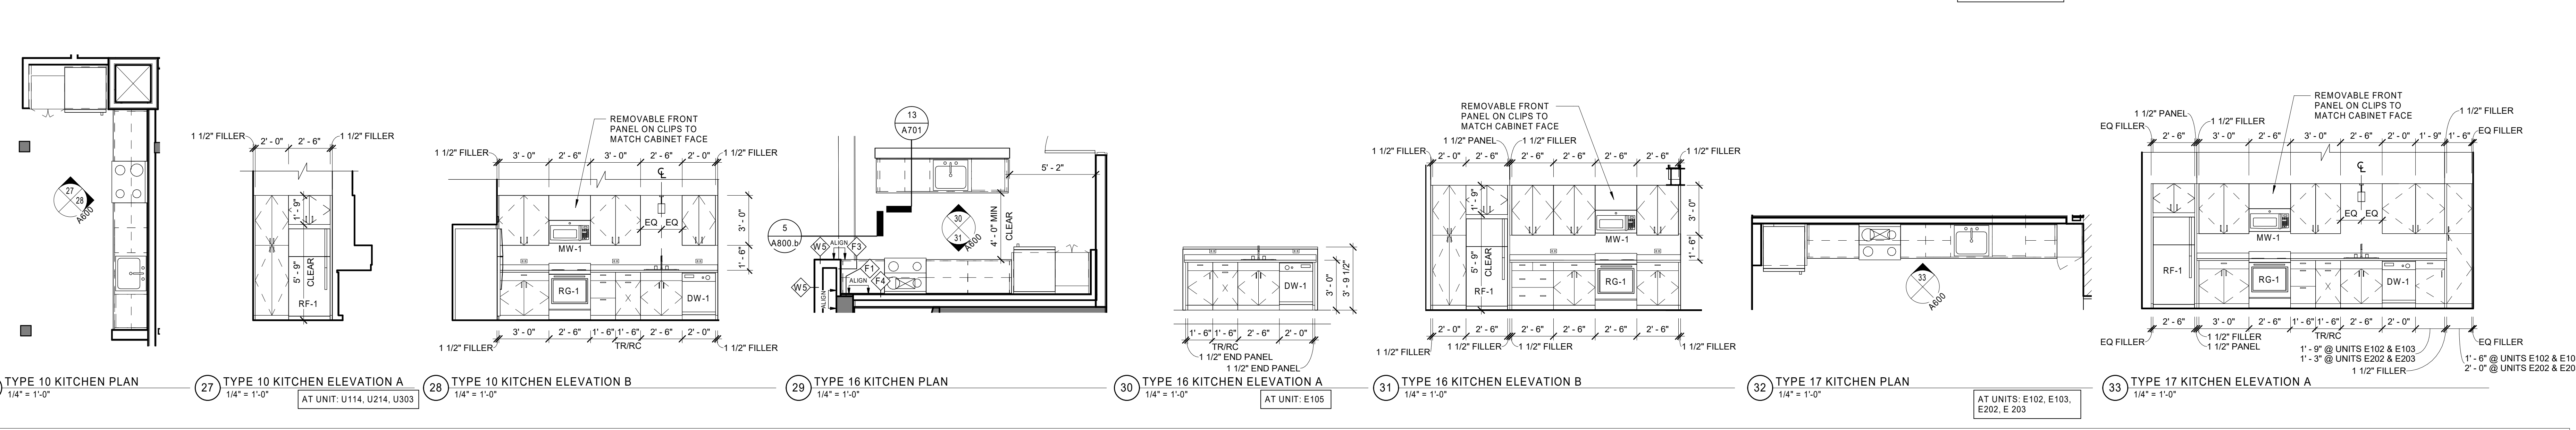 27
28
A600
TYPE 10 KITCHEN PLAN
1/4" = 1'-0"
1 1/2" FILLER
2' - 0"
2' - 6"
1 1/2" FILLER
1' - 9"
5' - 9"
CLEAR
RF-1
27
TYPE 10 KITCHEN ELEVATION A
1/4" = 1'-0"
AT UNIT: U114, U214, U303
REMOVABLE FRONT
PANEL ON CLIPS TO
MATCH CABINET FACE
1 1/2" FILLER
3' - 0"
2' - 6"
3' - 0"
2' - 6"
2' - 0"
1 1/2" FILLER
EQ
EQ
MW-1
RG-1
DW-1
3' - 0"
1' - 6"
3' - 0"
2' - 6"
1' - 6"
1' - 6"
2' - 6"
2' - 0"
TR/RC
1 1/2" FILLER
1 1/2" FILLER
28
TYPE 10 KITCHEN ELEVATION B
1/4" = 1'-0"
13
A701
5
A800.b
W5
ALIGN
F3
F1
F4
ALIGN
W5
ALIGN
30
31
A600
4' - 0" MIN
CLEAR
5' - 2"
29
TYPE 16 KITCHEN PLAN
1/4" = 1'-0"
DW-1
3' - 0"
3' - 9 1/2"
1' - 6"
1' - 6"
2' - 6"
2' - 0"
TR/RC
1 1/2" END PANEL
1 1/2" END PANEL
30
TYPE 16 KITCHEN ELEVATION A
1/4" = 1'-0"
AT UNIT: E105
REMOVABLE FRONT
PANEL ON CLIPS TO
MATCH CABINET FACE
1 1/2" PANEL
1 1/2" FILLER
1 1/2" FILLER
1 1/2" FILLER
2' - 0"
2' - 6"
2' - 6"
2' - 6"
2' - 6"
2' - 6"
1' - 9"
5' - 9"
CLEAR
RF-1
MW-1
RG-1
3' - 0"
1' - 6"
2' - 0"
2' - 6"
2' - 6"
2' - 6"
2' - 6"
2' - 6"
1 1/2" FILLER
1 1/2" FILLER
1 1/2" FILLER
1 1/2" FILLER
31
TYPE 16 KITCHEN ELEVATION B
1/4" = 1'-0"
33
A600
32
TYPE 17 KITCHEN PLAN
1/4" = 1'-0"
AT UNITS: E102, E103,
E202, E 203
REMOVABLE FRONT
PANEL ON CLIPS TO
MATCH CABINET FACE
1 1/2" PANEL
1 1/2" FILLER
1 1/2" FILLER
EQ FILLER
EQ FILLER
2' - 6"
3' - 0"
2' - 6"
3' - 0"
2' - 6"
2' - 0"
1' - 9"
1' - 6"
EQ
EQ
MW-1
RF-1
RG-1
DW-1
2' - 6"
3' - 0"
2' - 6"
1' - 6"
1' - 6"
2' - 6"
2' - 0"
TR/RC
EQ FILLER
1 1/2" FILLER
1 1/2" PANEL
EQ FILLER
1' - 9" @ UNITS E102 & E103
1' - 3" @ UNITS E202 & E203
1 1/2" FILLER
1' - 6" @ UNITS E102 & E10
2' - 0" @ UNITS E202 & E20
33
TYPE 17 KITCHEN ELEVATION A
1/4" = 1'-0"